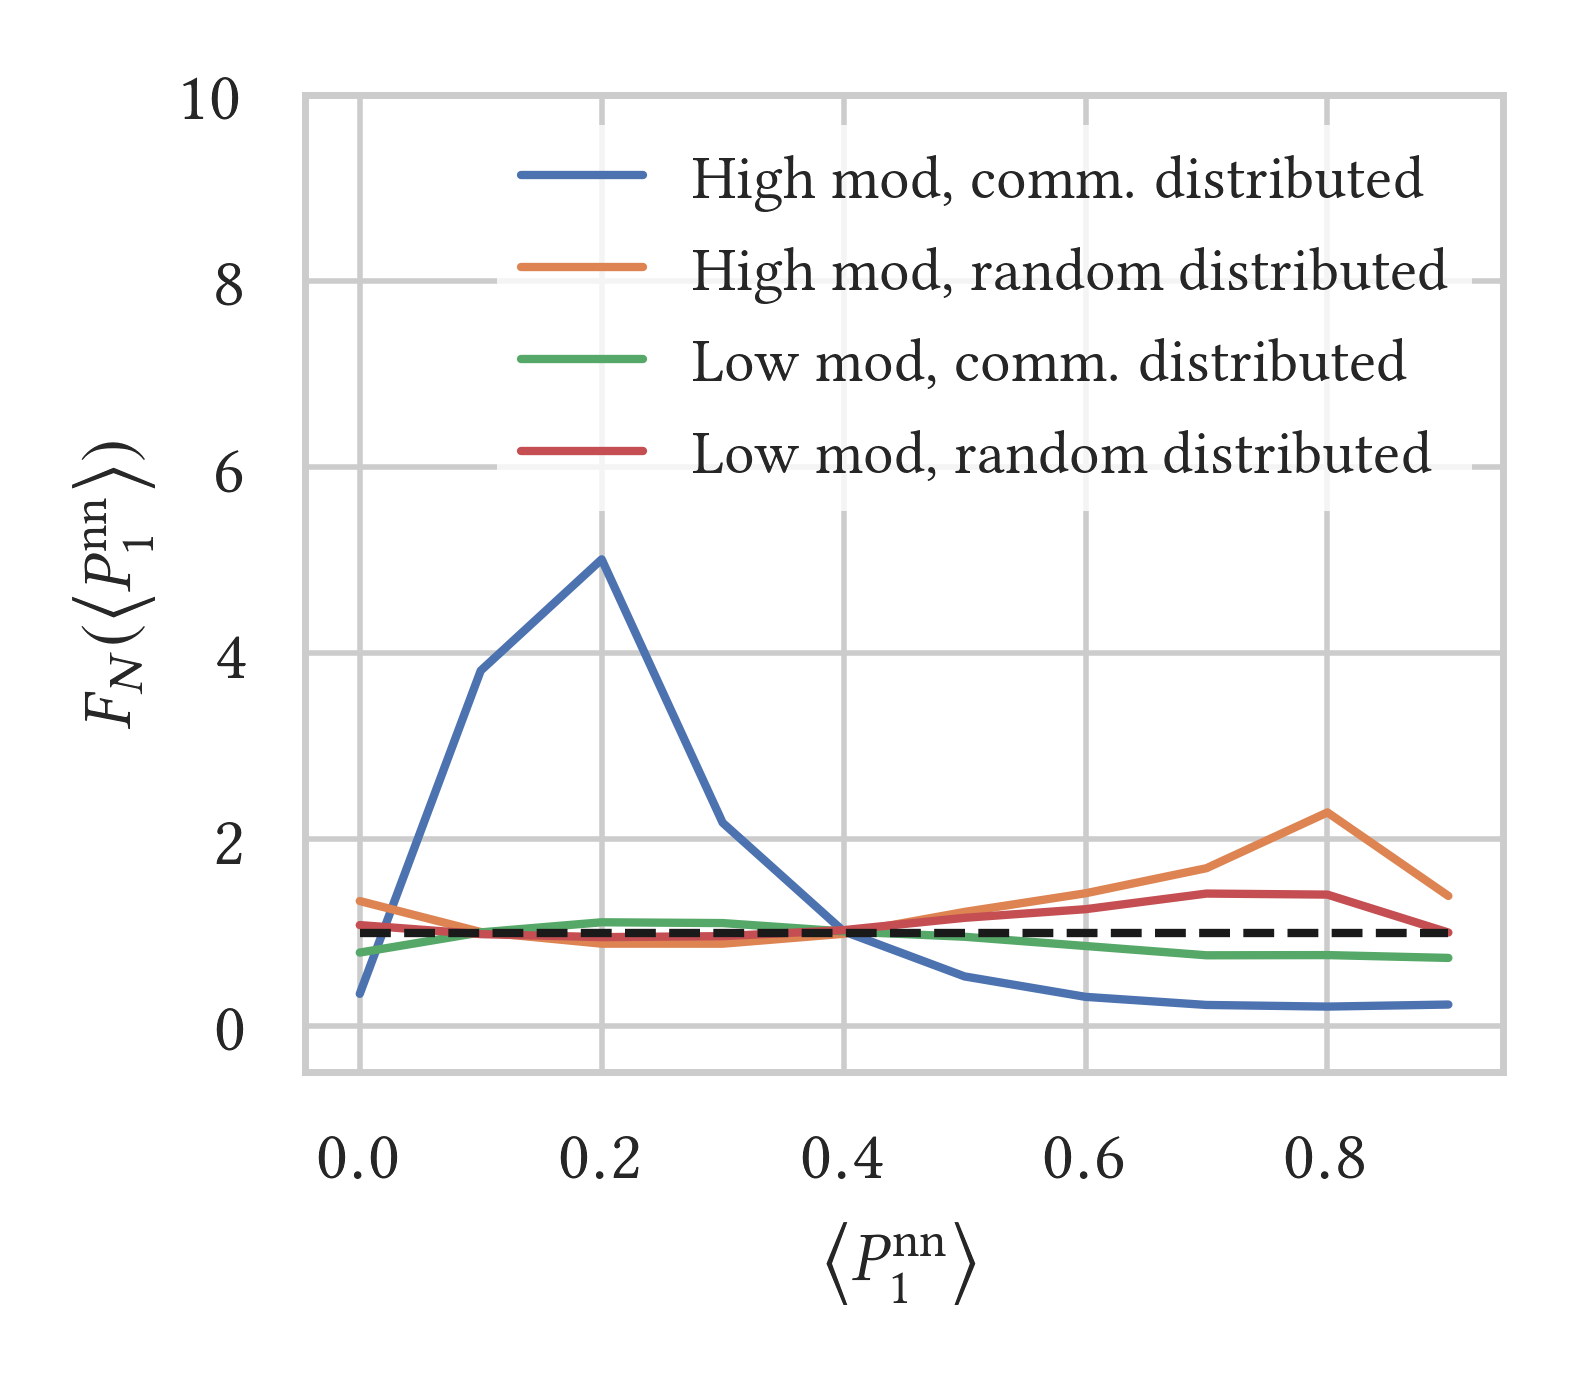 10
8
6
4
2
0
F_N(⟨P_1^nn⟩)
High mod, comm. distributed
High mod, random distributed
Low mod, comm. distributed
Low mod, random distributed
0.0 0.2 0.4 0.6 0.8
⟨P_1^nn⟩